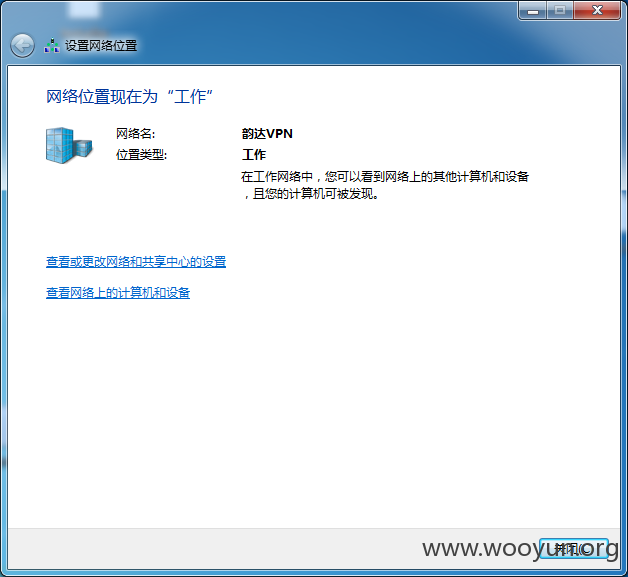 设置网络位置
网络位置现在为“工作”
网络名:
韵达VPN
位置类型:
工作
在工作网络中，您可以看到网络上的其他计算机和设备
，且您的计算机可被发现。
查看或更改网络和共享中心的设置
查看网络上的计算机和设备
www.wooyun.org